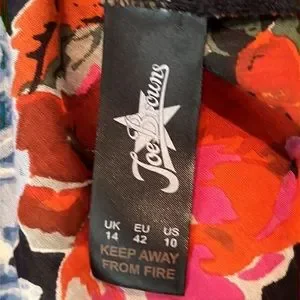 Joe Browns
UK EU US
14 42 10
KEEP AWAY
FROM FIRE